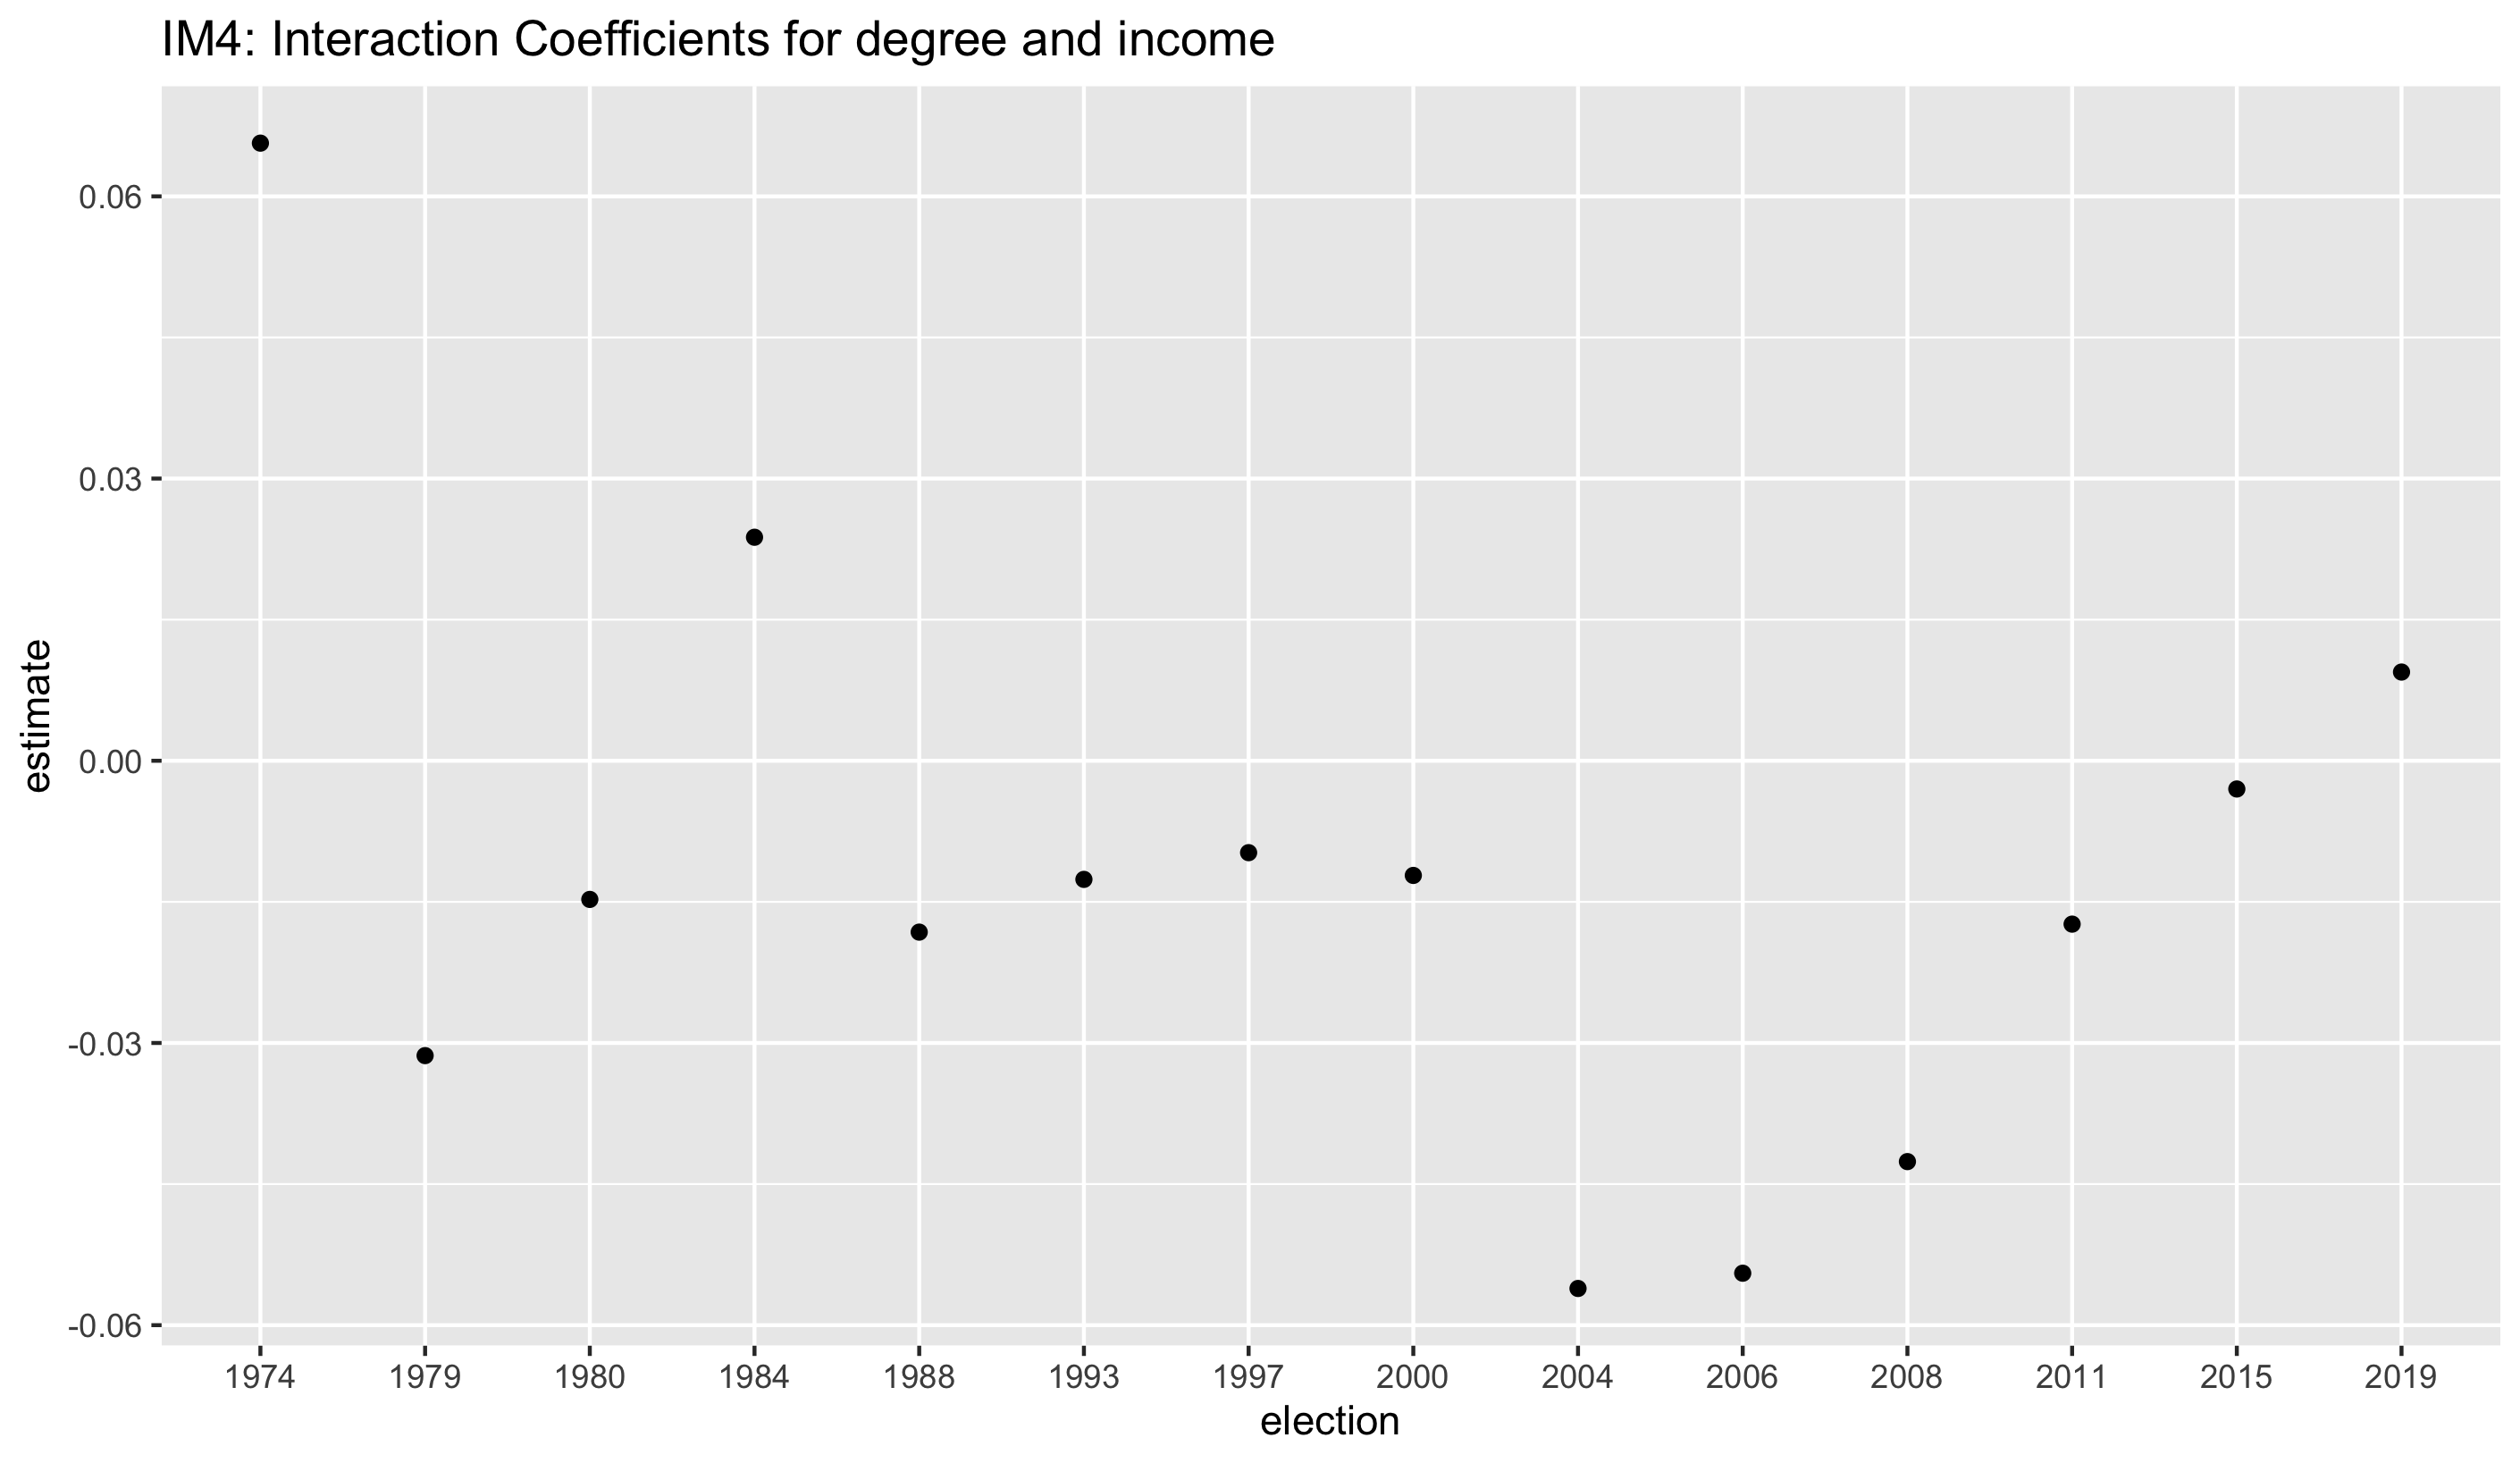 IM4: Interaction Coefficients for degree and income
estimate
0.06
0.03
0.00
-0.03
-0.06
1974 1979 1980 1984 1988 1993 1997 2000 2004 2006 2008 2011 2015 2019
election